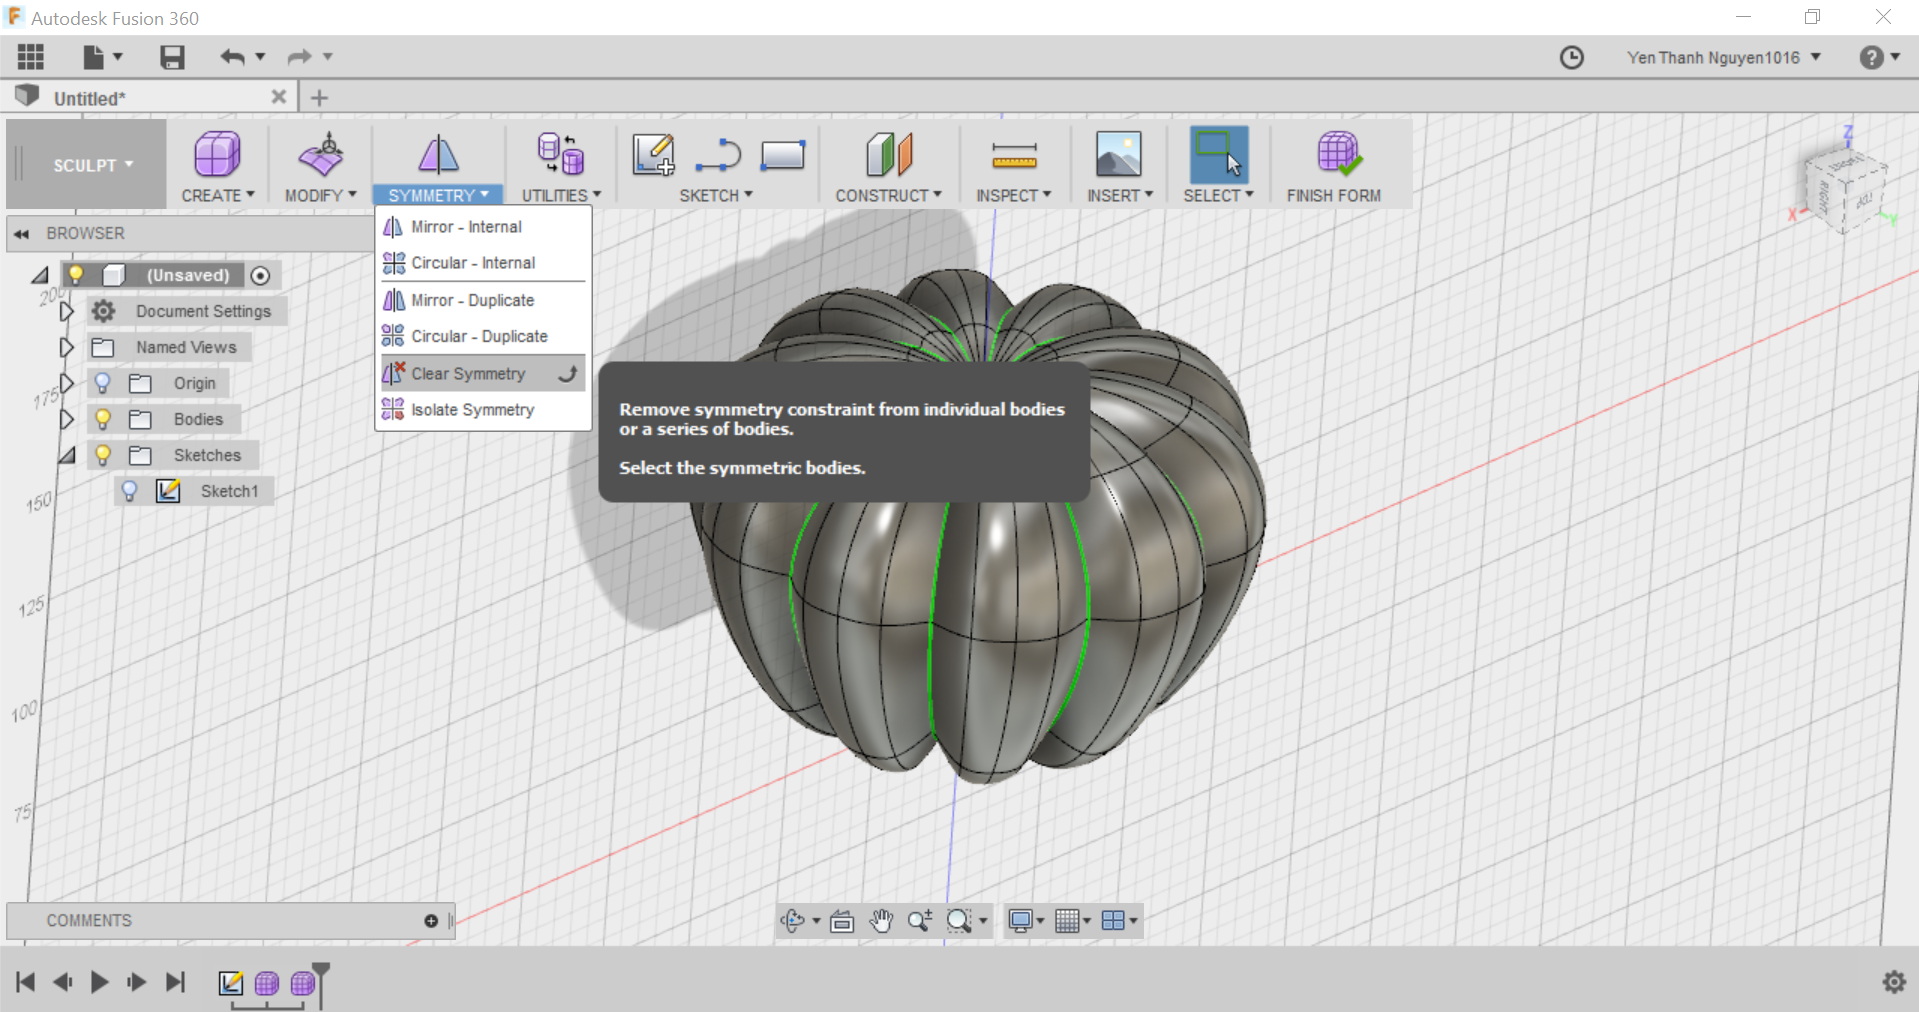 Autodesk Fusion 360
Yen Thanh Nguyen1016
Untitled*
SCULPT
CREATE
MODIFY
SYMMETRY
UTILITIES
SKETCH
CONSTRUCT
INSPECT
INSERT
SELECT
FINISH FORM
BROWSER
Mirror - Internal
Circular - Internal
Mirror - Duplicate
Circular - Duplicate
Clear Symmetry
Isolate Symmetry
Remove symmetry constraint from individual bodies
or a series of bodies.
Select the symmetric bodies.
(Unsaved)
Document Settings
Named Views
Origin
Bodies
Sketches
Sketch1
200
175
150
125
100
75
Z
X
Y
RIGHT
TOP
COMMENTS